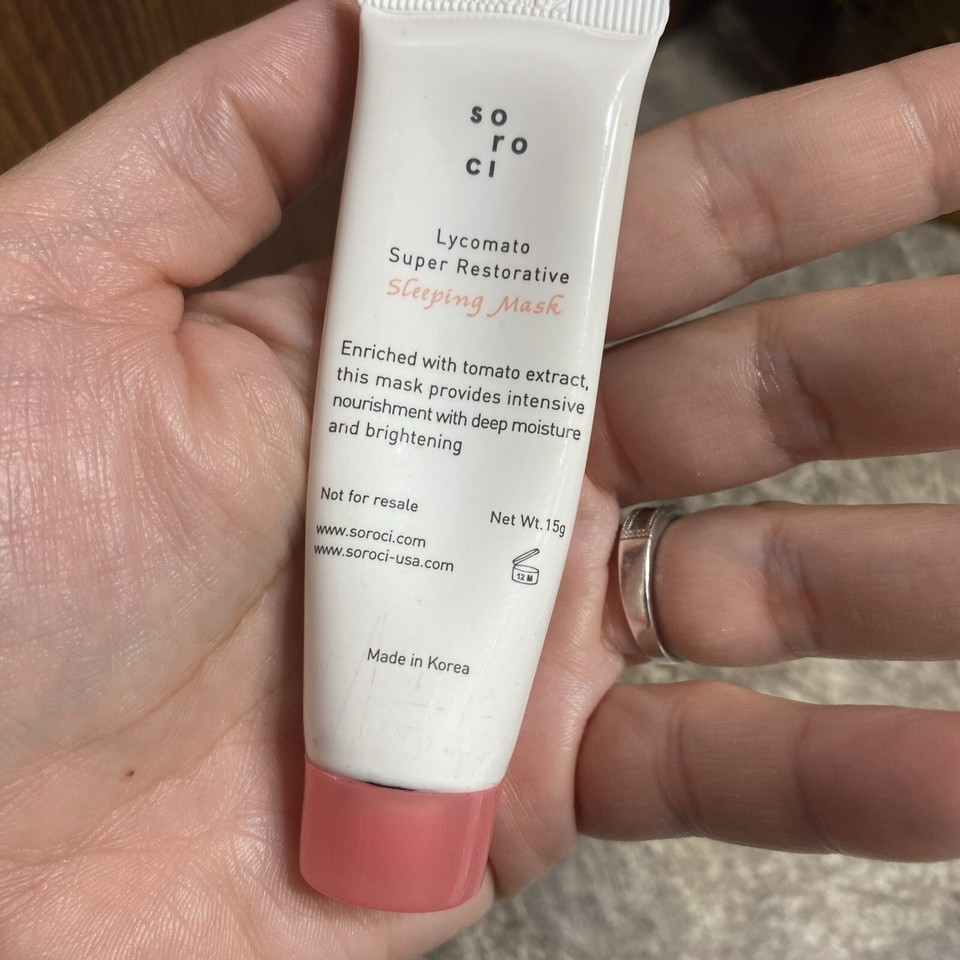 so
ro
ci
Lycomato
Super Restorative
Sleeping Mask
Enriched with tomato extract,
this mask provides intensive
nourishment with deep moisture
and brightening
Not for resale
Net Wt.15g
www.soroci.com
www.soroci-usa.com
12 M
Made in Korea